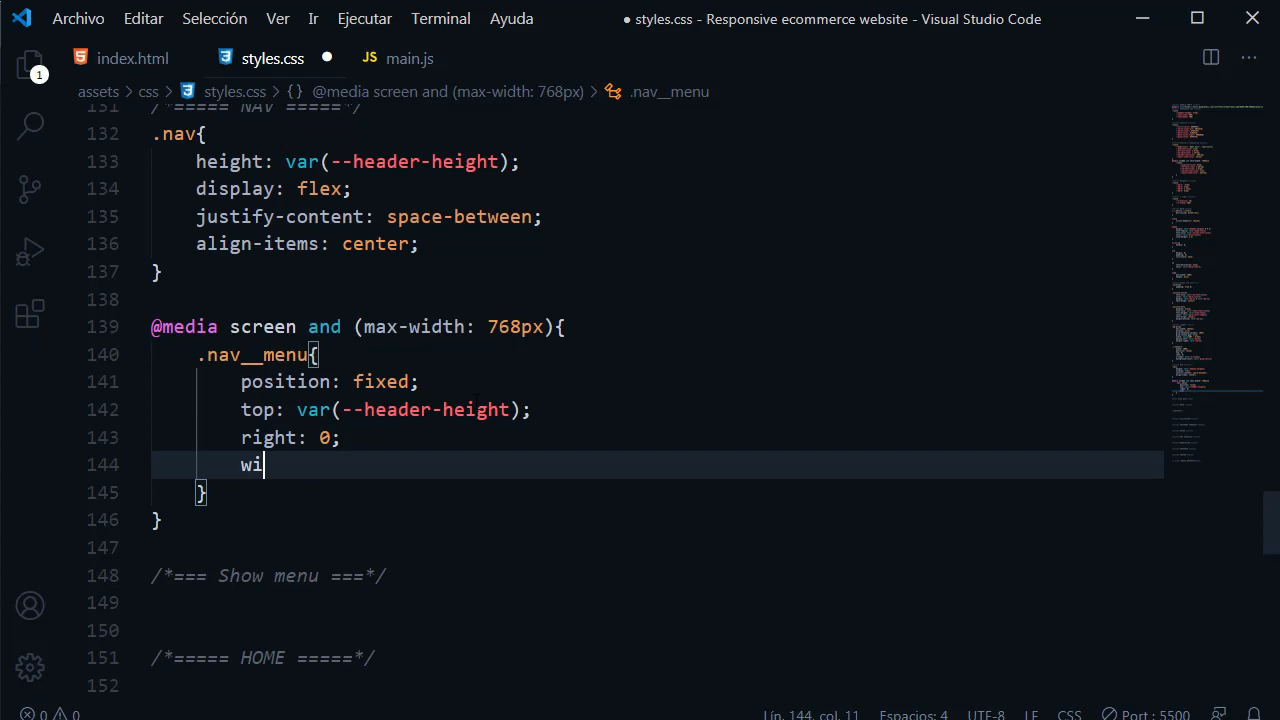 Archivo Editar Selección Ver Ir Ejecutar Terminal Ayuda ● styles.css - Responsive ecommerce website - Visual Studio Code
index.html styles.css JS main.js
1
assets > css > styles.css > {} @media screen and (max-width: 768px) > .nav__menu
131 /*===== NAV =====*/
132 .nav{
133 height: var(--header-height);
134 display: flex;
135 justify-content: space-between;
136 align-items: center;
137 }
138
139 @media screen and (max-width: 768px){
140 .nav__menu{
141 position: fixed;
142 top: var(--header-height);
143 right: 0;
144 wi
145 }
146 }
147
148 /*=== Show menu ===*/
149
150
151 /*===== HOME =====*/
152
0 0 Lín. 144, col. 11 Espacios: 4 UTF-8 LF CSS Port : 5500